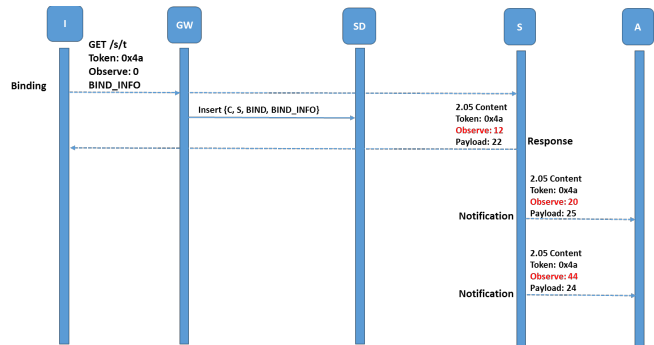 I
GW
SD
S
A
GET /s/t
Token: 0x4a
Observe: 0
BIND_INFO
Binding
Insert {C, S, BIND, BIND_INFO}
2.05 Content
Token: 0x4a
Observe: 12
Payload: 22
Response
2.05 Content
Token: 0x4a
Observe: 20
Payload: 25
Notification
2.05 Content
Token: 0x4a
Observe: 44
Payload: 24
Notification